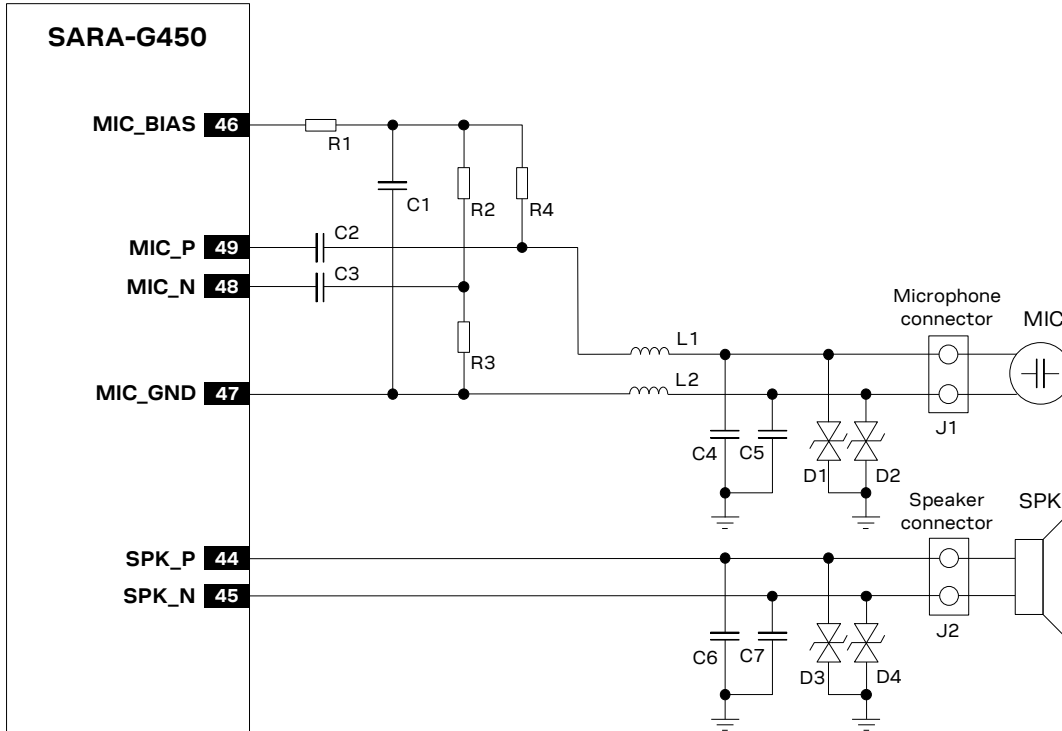 SARA-G450
MIC_BIAS 46
R1
C1
R2
R4
MIC_P 49
C2
MIC_N 48
C3
R3
MIC_GND 47
L1
L2
Microphone
connector
MIC
J1
C4
C5
D1
D2
Speaker
connector
SPK
SPK_P 44
SPK_N 45
J2
C6
C7
D3
D4